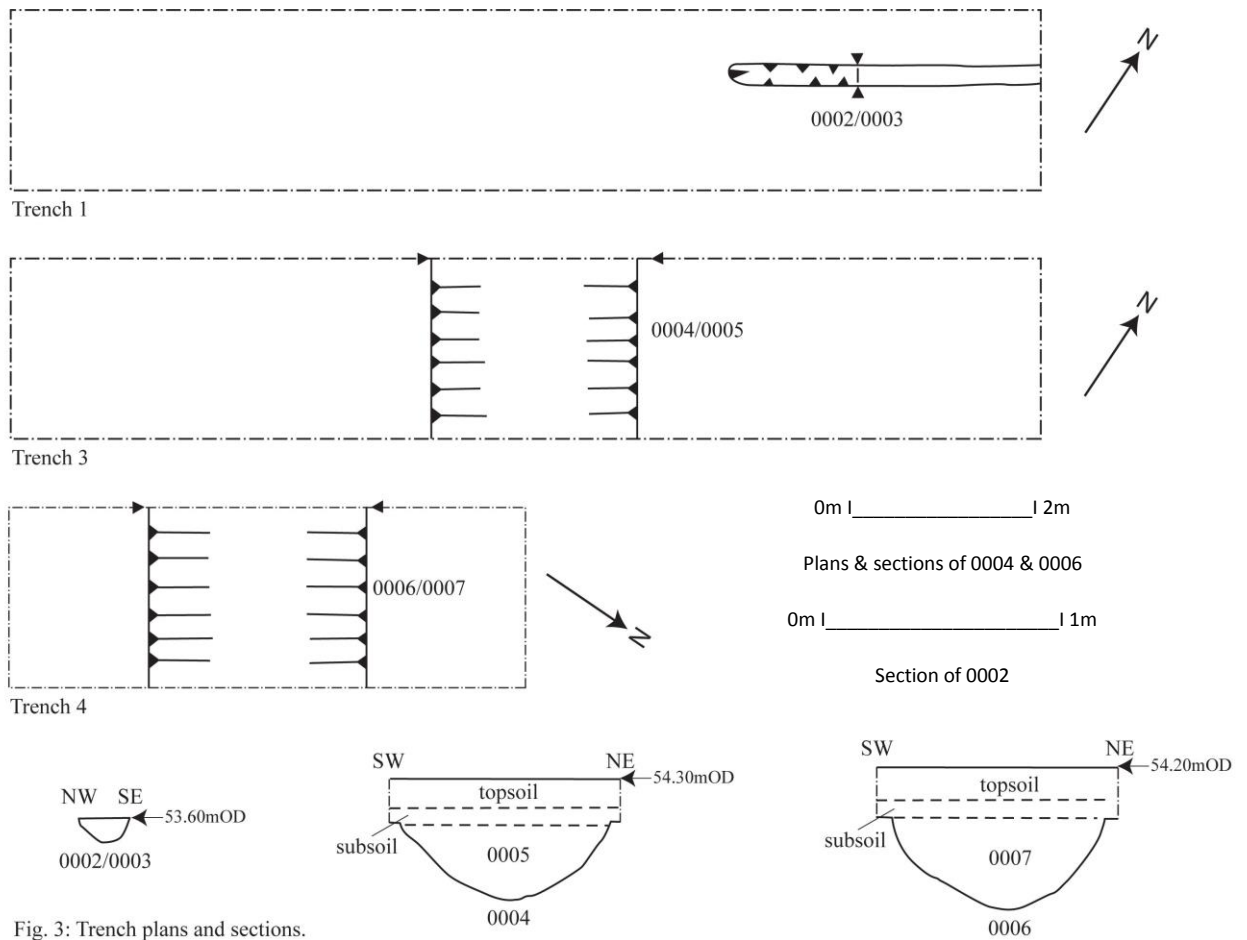 N
0002/0003
Trench 1
N
0004/0005
Trench 3
0m I___________________I 2m
Plans & sections of 0004 & 0006
0006/0007
N
0m I_________________________I 1m
Section of 0002
Trench 4
NW SE
53.60mOD
0002/0003
SW NE
54.30mOD
topsoil
subsoil
0005
0004
SW NE
54.20mOD
topsoil
subsoil
0007
0006
Fig. 3: Trench plans and sections.